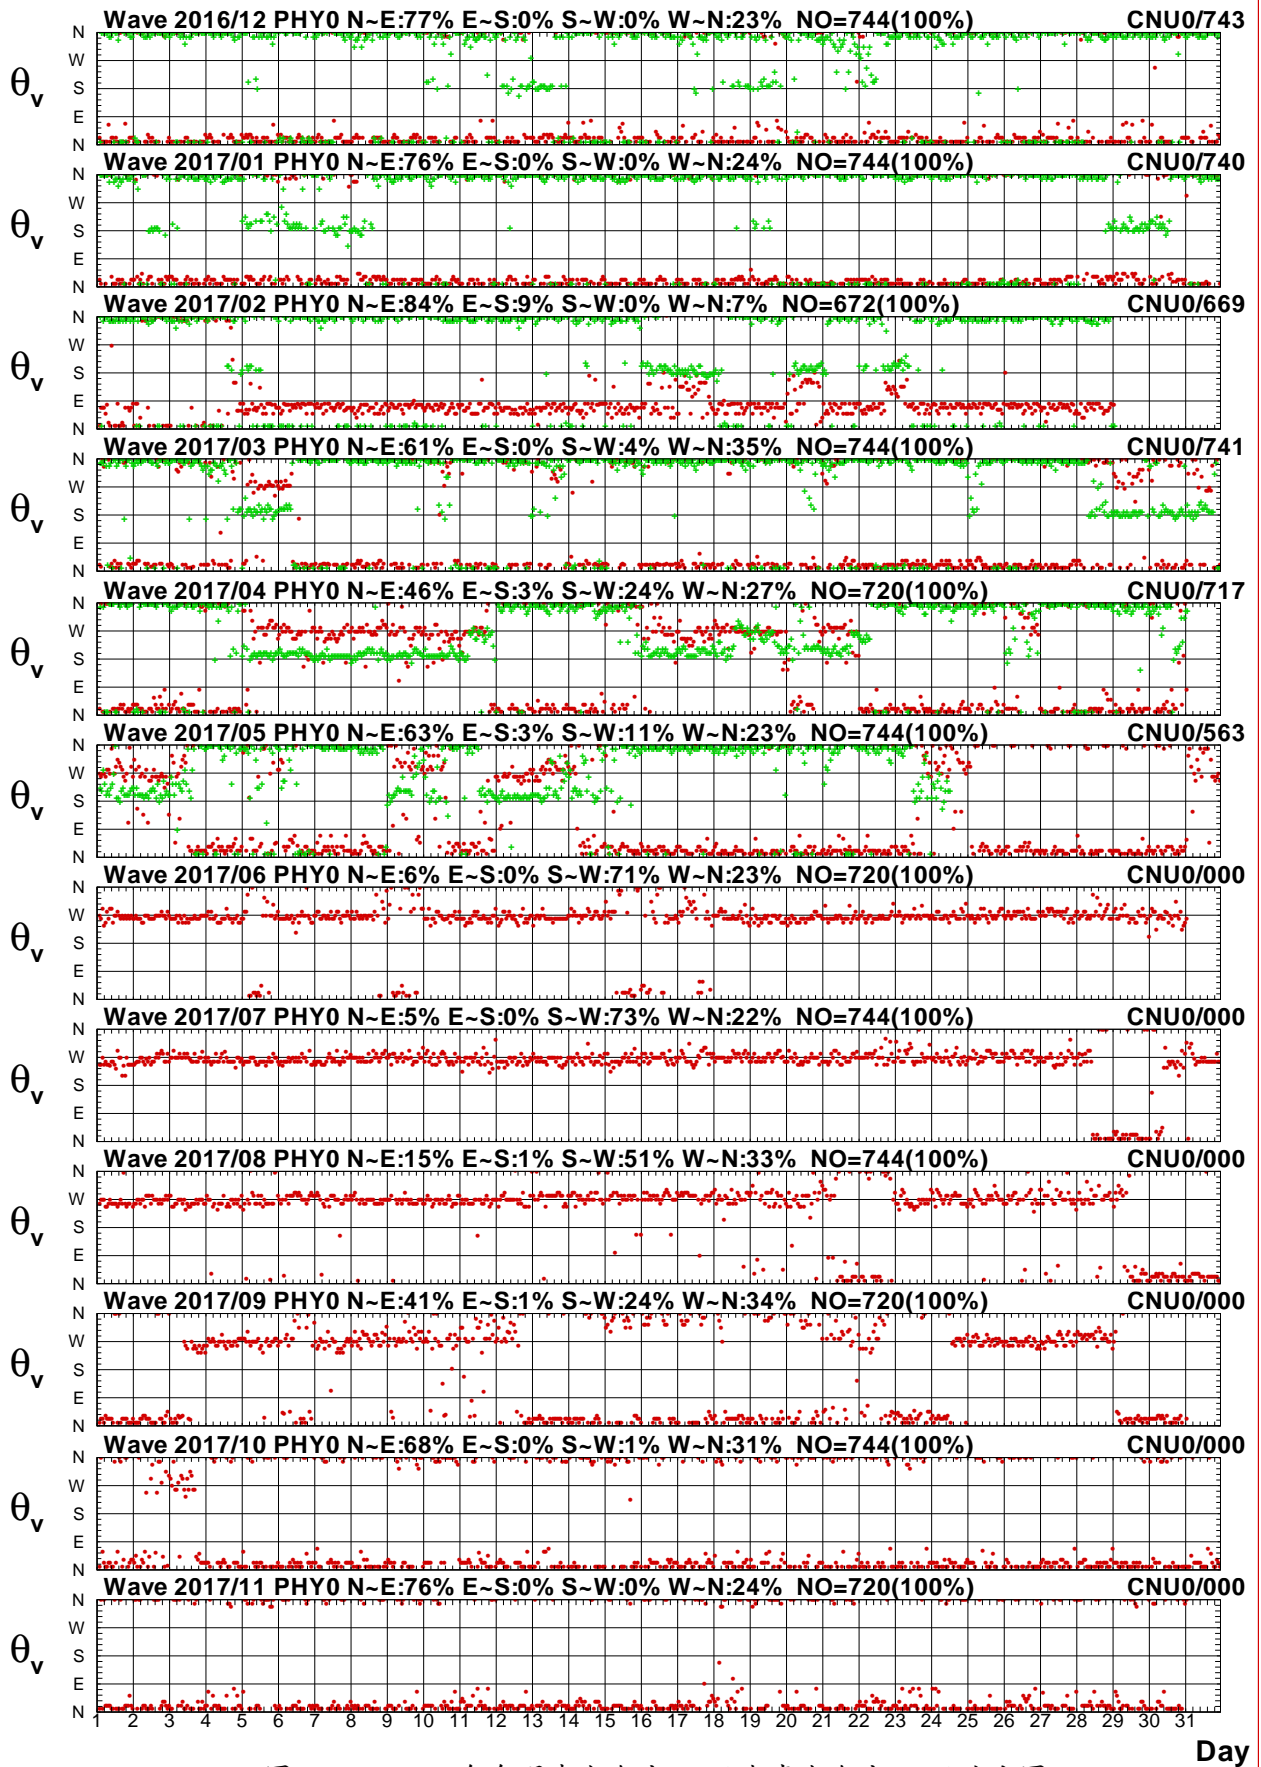 Wave 2016/12 PHY0 N~E:77% E~S:0% S~W:0% W~N:23% NO=744(100%) CNU0/743
N
W
S
E
N
θv
Wave 2017/01 PHY0 N~E:76% E~S:0% S~W:0% W~N:24% NO=744(100%) CNU0/740
N
W
S
E
N
θv
Wave 2017/02 PHY0 N~E:84% E~S:9% S~W:0% W~N:7% NO=672(100%) CNU0/669
N
W
S
E
N
θv
Wave 2017/03 PHY0 N~E:61% E~S:0% S~W:4% W~N:35% NO=744(100%) CNU0/741
N
W
S
E
N
θv
Wave 2017/04 PHY0 N~E:46% E~S:3% S~W:24% W~N:27% NO=720(100%) CNU0/717
N
W
S
E
N
θv
Wave 2017/05 PHY0 N~E:63% E~S:3% S~W:11% W~N:23% NO=744(100%) CNU0/563
N
W
S
E
N
θv
Wave 2017/06 PHY0 N~E:6% E~S:0% S~W:71% W~N:23% NO=720(100%) CNU0/000
N
W
S
E
N
θv
Wave 2017/07 PHY0 N~E:5% E~S:0% S~W:73% W~N:22% NO=744(100%) CNU0/000
N
W
S
E
N
θv
Wave 2017/08 PHY0 N~E:15% E~S:1% S~W:51% W~N:33% NO=744(100%) CNU0/000
N
W
S
E
N
θv
Wave 2017/09 PHY0 N~E:41% E~S:1% S~W:24% W~N:34% NO=720(100%) CNU0/000
N
W
S
E
N
θv
Wave 2017/10 PHY0 N~E:68% E~S:0% S~W:1% W~N:31% NO=744(100%) CNU0/000
N
W
S
E
N
θv
Wave 2017/11 PHY0 N~E:76% E~S:0% S~W:0% W~N:24% NO=720(100%) CNU0/000
N
W
S
E
N
θv
1 2 3 4 5 6 7 8 9 10 11 12 13 14 15 16 17 18 19 20 21 22 23 24 25 26 27 28 29 30 31
Day